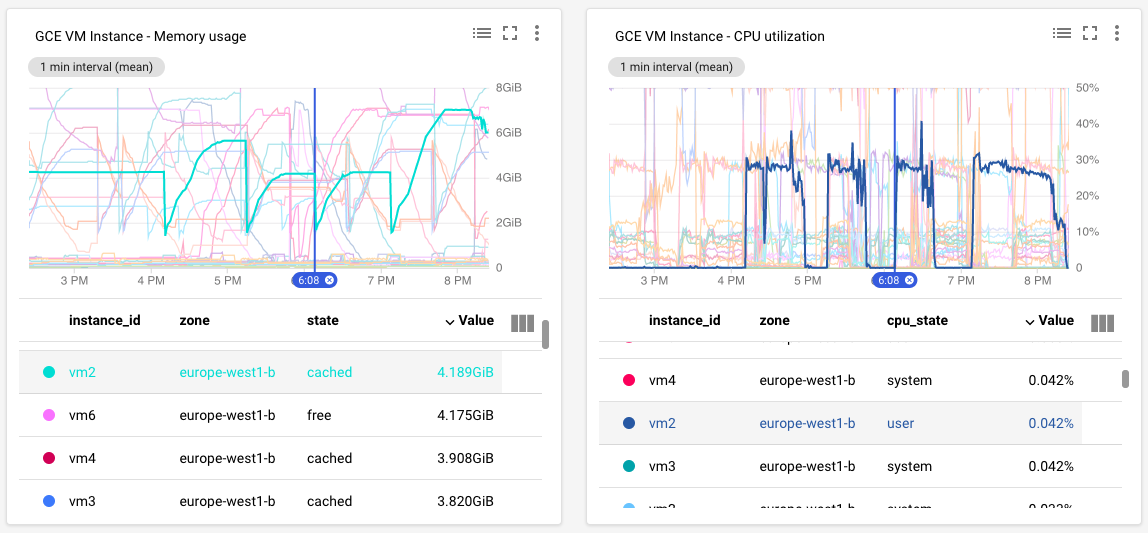 GCE VM Instance - Memory usage
1 min interval (mean)
8GiB
6GiB
4GiB
2GiB
0
3 PM 4 PM 5 PM 6:08 7 PM 8 PM
instance_id zone state Value
vm2 europe-west1-b cached 4.189GiB
vm6 europe-west1-b free 4.175GiB
vm4 europe-west1-b cached 3.908GiB
vm3 europe-west1-b cached 3.820GiB
GCE VM Instance - CPU utilization
1 min interval (mean)
50%
40%
30%
20%
10%
0
3 PM 4 PM 5 PM 6:08 7 PM 8 PM
instance_id zone cpu_state Value
vm4 europe-west1-b system 0.042%
vm2 europe-west1-b user 0.042%
vm3 europe-west1-b system 0.042%